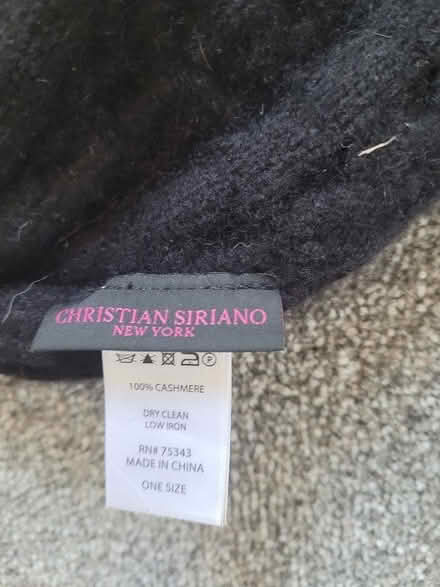 CHRISTIAN SIRIANO
NEW YORK
100% CASHMERE
DRY CLEAN
LOW IRON
RN# 75343
MADE IN CHINA
ONE SIZE